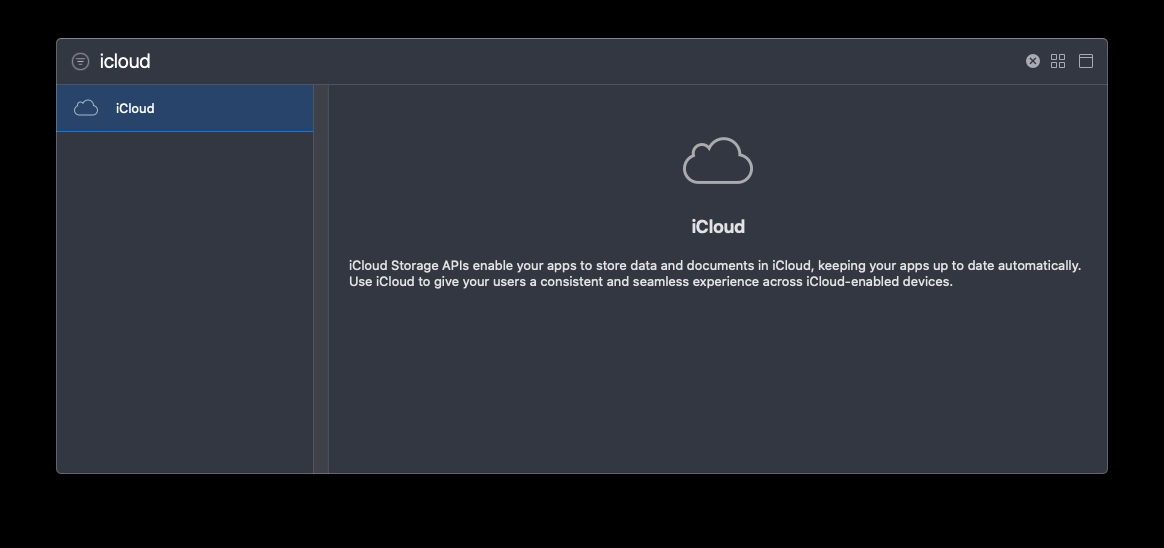 icloud
iCloud
iCloud
iCloud Storage APIs enable your apps to store data and documents in iCloud, keeping your apps up to date automatically.
Use iCloud to give your users a consistent and seamless experience across iCloud-enabled devices.